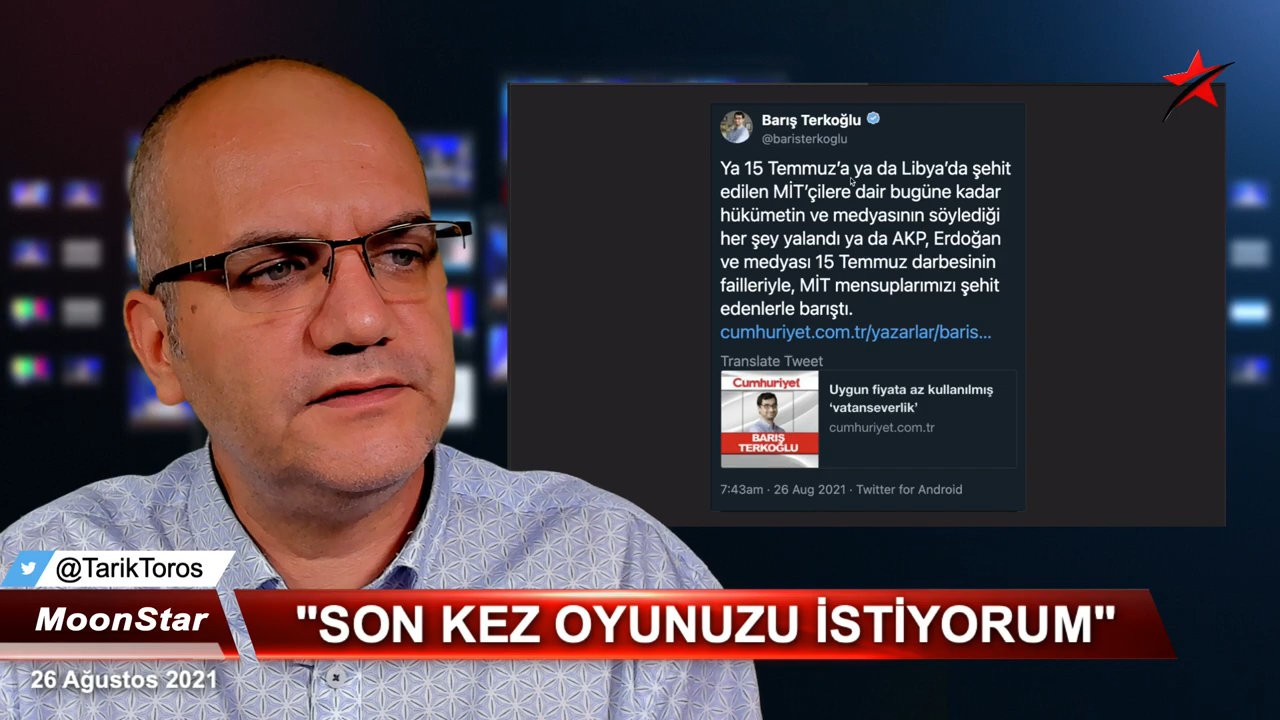 Barış Terkoğlu
@baristerkoglu
Ya 15 Temmuz'a ya da Libya'da şehit
edilen MİT'çilere dair bugüne kadar
hükümetin ve medyasının söylediği
her şey yalandı ya da AKP, Erdoğan
ve medyası 15 Temmuz darbesinin
failleriyle, MİT mensuplarımızı şehit
edenlerle barıştı.
cumhuriyet.com.tr/yazarlar/baris...
Translate Tweet
Cumhuriyet
BARIŞ
TERKOĞLU
Uygun fiyata az kullanılmış
'vatanseverlik'
cumhuriyet.com.tr
7:43am · 26 Aug 2021 · Twitter for Android
@TarikToros
MoonStar
"SON KEZ OYUNUZU İSTİYORUM"
26 Ağustos 2021